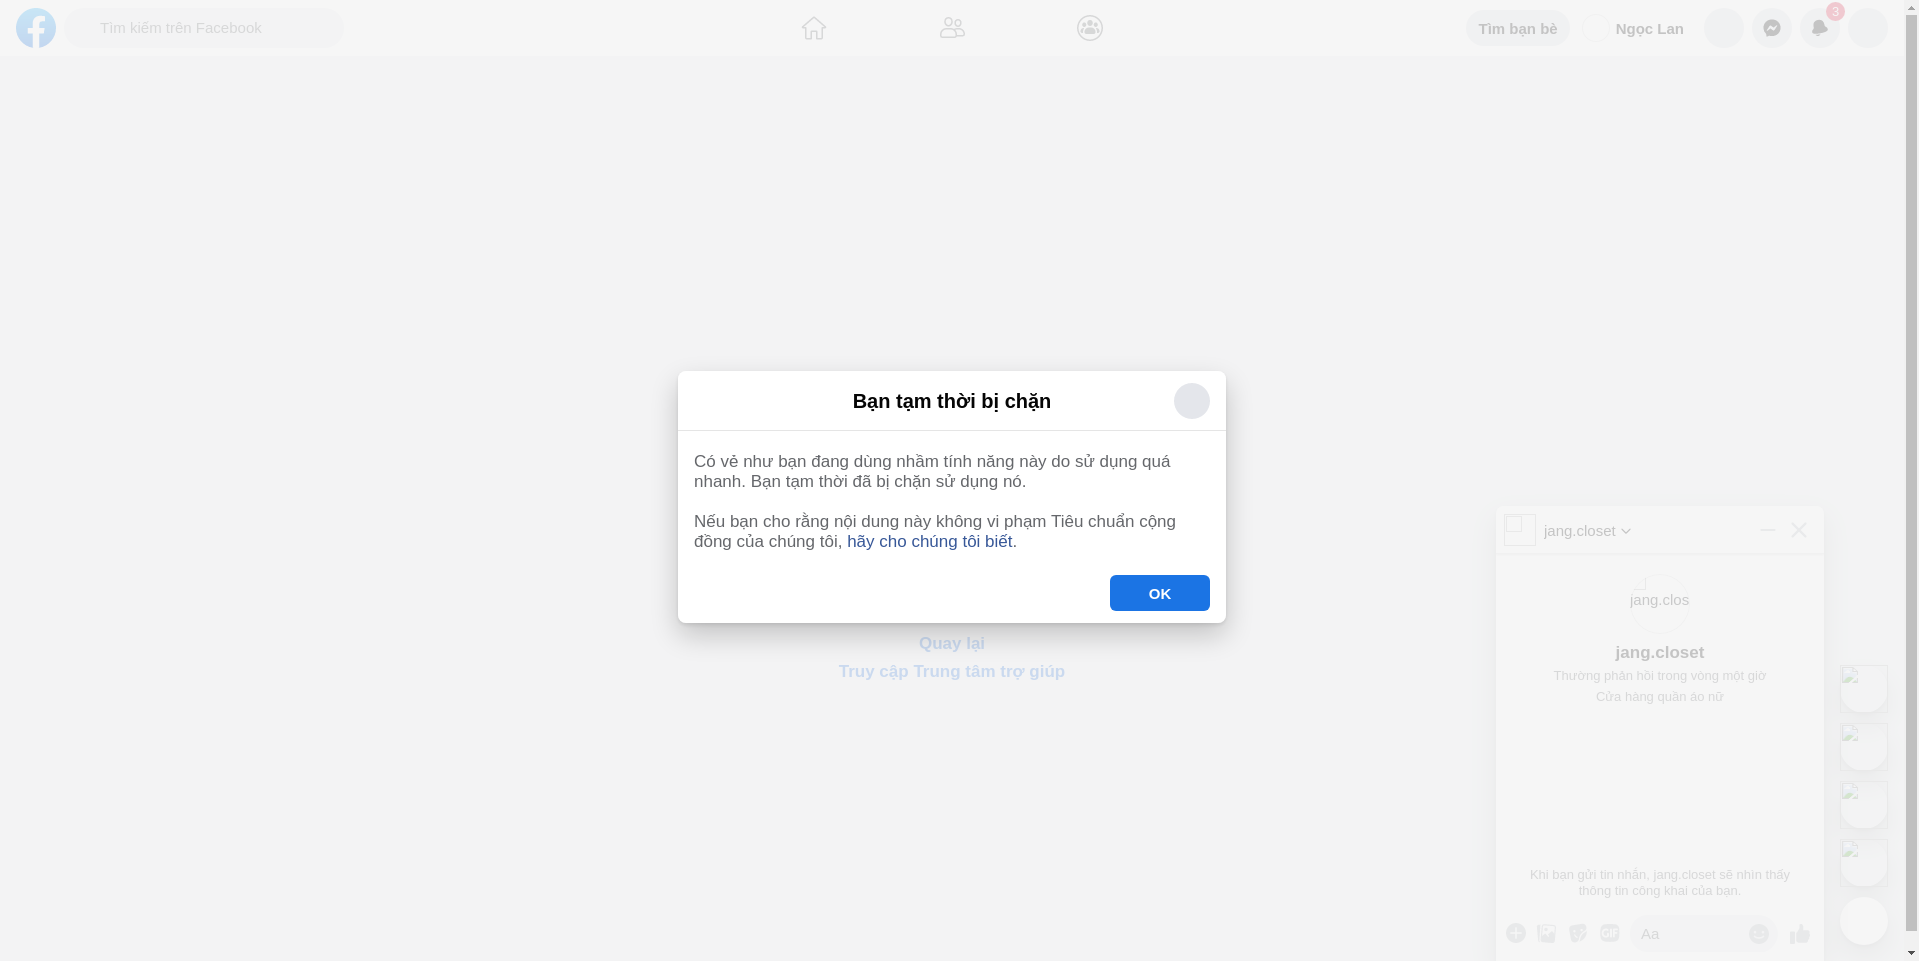 Tìm kiếm trên Facebook
Tìm bạn bè
Ngọc Lan
3
Bạn tạm thời bị chặn
Có vẻ như bạn đang dùng nhầm tính năng này do sử dụng quá
nhanh. Bạn tạm thời đã bị chặn sử dụng nó.
Nếu bạn cho rằng nội dung này không vi phạm Tiêu chuẩn cộng
đồng của chúng tôi, hãy cho chúng tôi biết.
OK
Quay lại
Truy cập Trung tâm trợ giúp
jang.closet
jang.clos
jang.closet
Thường phản hồi trong vòng một giờ
Cửa hàng quần áo nữ
Khi bạn gửi tin nhắn, jang.closet sẽ nhìn thấy
thông tin công khai của bạn.
GIF
Aa